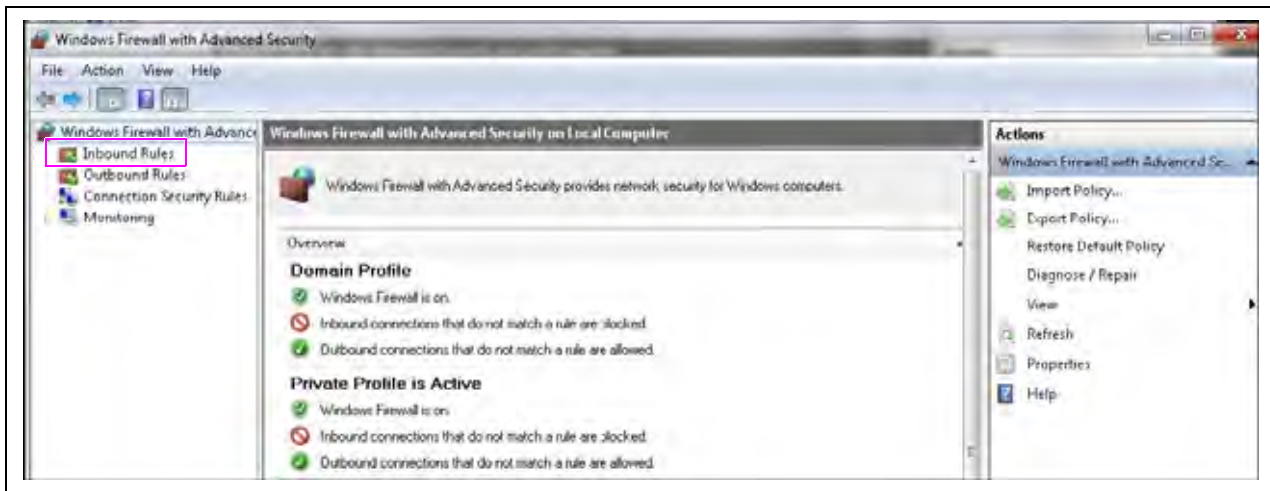 Windows Firewall with Advanced Security
File Action View Help
Windows Firewall with Advance
Inbound Rules
Outbound Rules
Connection Security Rules
Monitoring
Windows Firewall with Advanced Security on Local Computer
Windows Firewall with Advanced Security provides network security for Windows computers.
Overview
Domain Profile
Windows Firewall is on.
Inbound connections that do not match a rule are blocked.
Outbound connections that do not match a rule are allowed.
Private Profile is Active
Windows Firewall is on.
Inbound connections that do not match a rule are blocked.
Outbound connections that do not match a rule are allowed.
Actions
Windows Firewall with Advanced Se...
Import Policy...
Export Policy...
Restore Default Policy
Diagnose / Repair
View
Refresh
Properties
Help